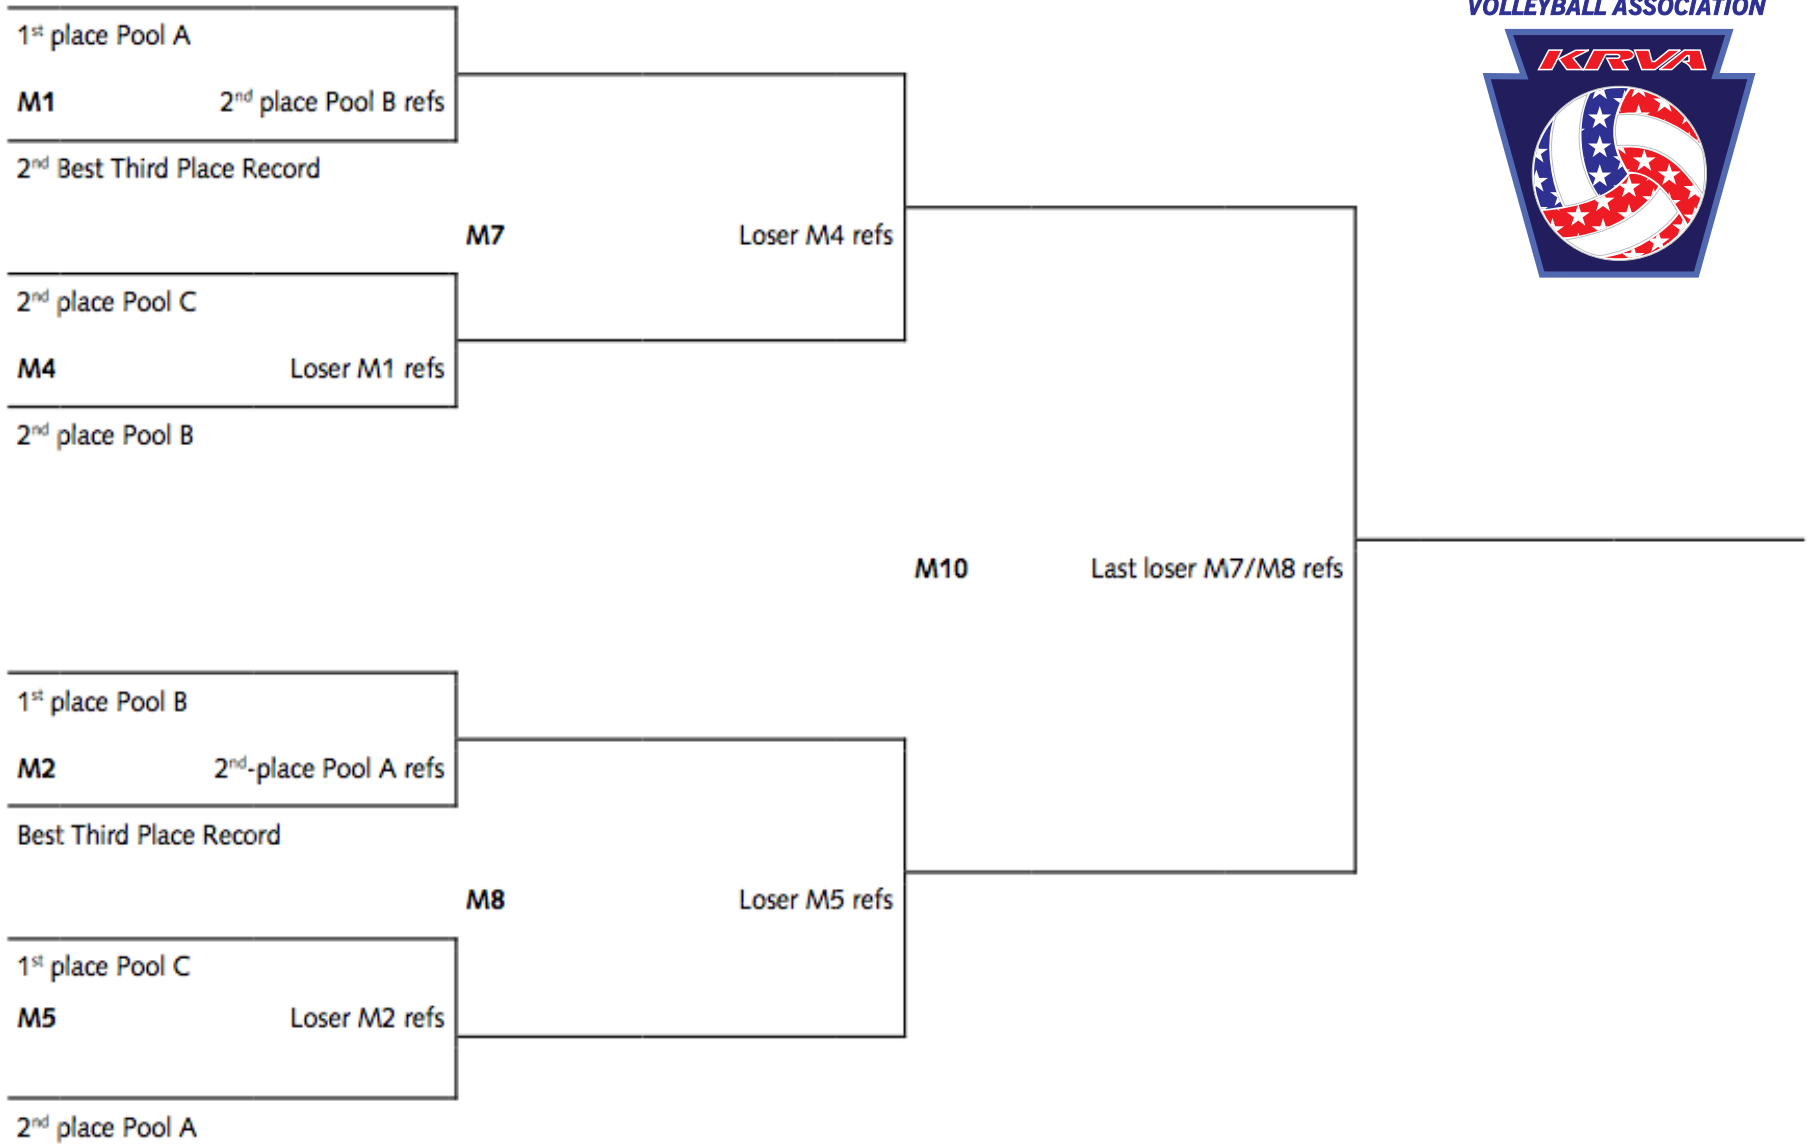 VOLLEYBALL ASSOCIATION
KRVA
1st place Pool A
M1 2nd place Pool B refs
2nd Best Third Place Record
M7 Loser M4 refs
2nd place Pool C
M4 Loser M1 refs
2nd place Pool B
M10 Last loser M7/M8 refs
1st place Pool B
M2 2nd-place Pool A refs
Best Third Place Record
M8 Loser M5 refs
1st place Pool C
M5 Loser M2 refs
2nd place Pool A